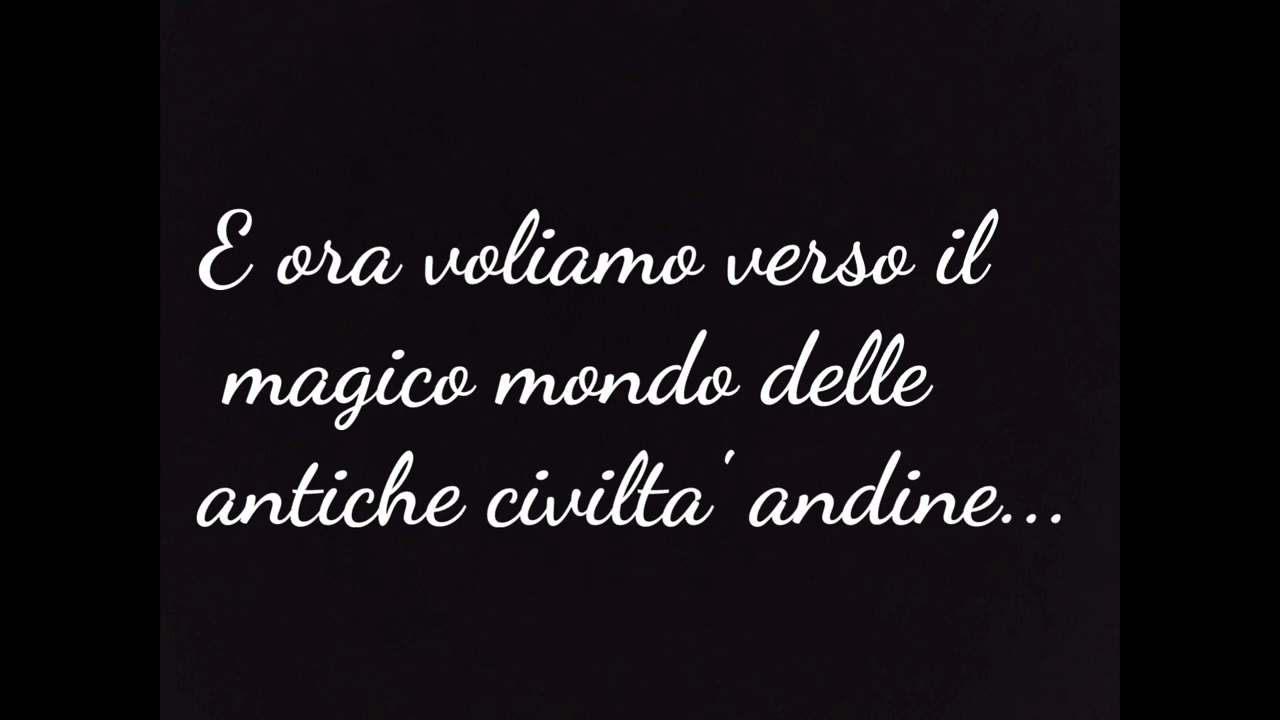 E ora voliamo verso il
magico mondo delle
antiche civilta' andine...